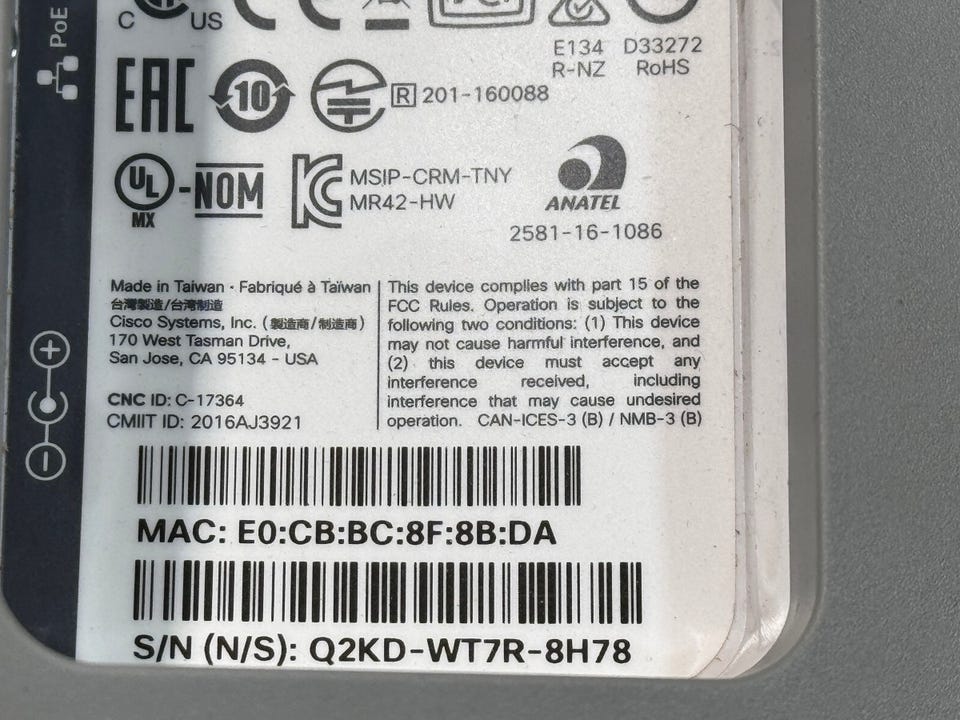 PoE
C US
E134 D33272
R-NZ RoHS
EAC 10 R 201-160088
UL - NOM
MX
MSIP-CRM-TNY
MR42-HW
ANATEL
2581-16-1086
Made in Taiwan · Fabriqué à Taïwan
台灣製造/台湾制造
Cisco Systems, Inc. (製造商/制造商)
170 West Tasman Drive,
San Jose, CA 95134 - USA
CNC ID: C-17364
CMIIT ID: 2016AJ3921
This device complies with part 15 of the
FCC Rules. Operation is subject to the
following two conditions: (1) This device
may not cause harmful interference, and
(2) this device must accept any
interference received, including
interference that may cause undesired
operation. CAN-ICES-3 (B) / NMB-3 (B)
MAC: E0:CB:BC:8F:8B:DA
S/N (N/S): Q2KD-WT7R-8H78